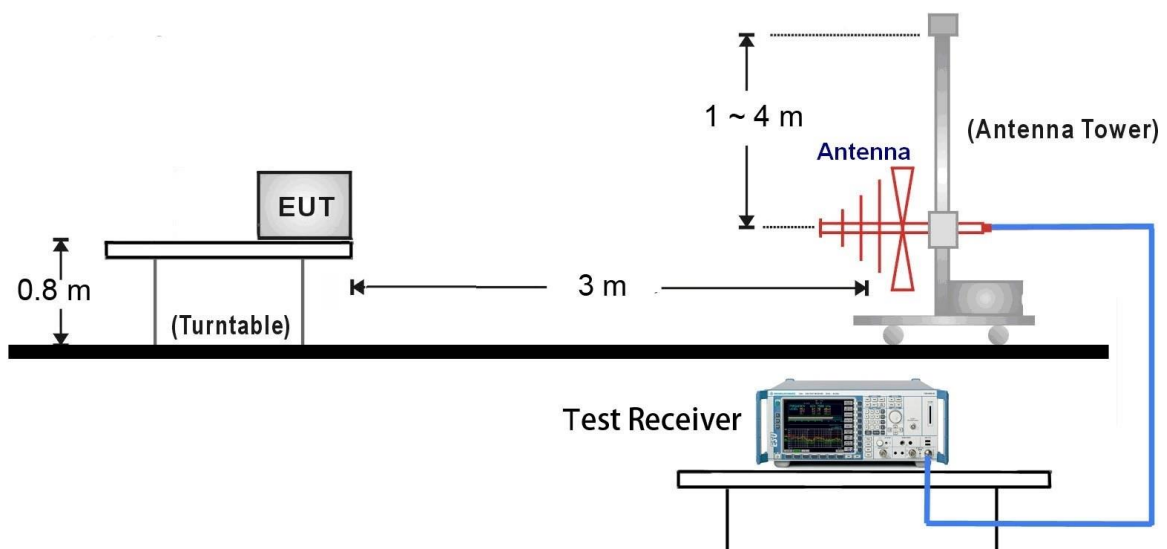 1 ~ 4 m
(Antenna Tower)
Antenna
EUT
0.8 m
3 m
(Turntable)
Test Receiver